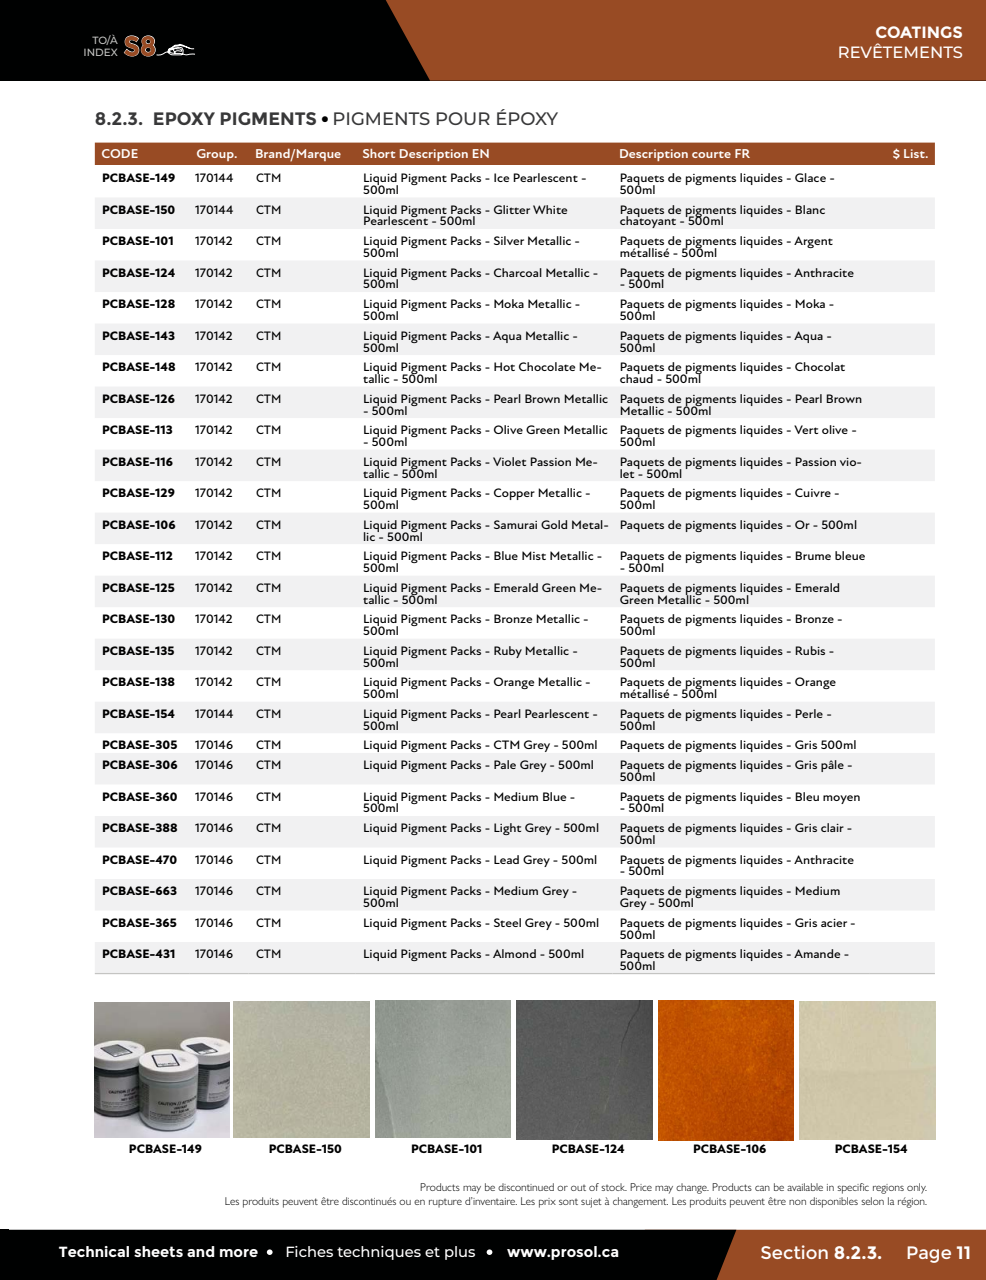 TO/À
INDEX S8
COATINGS
REVÊTEMENTS
8.2.3. EPOXY PIGMENTS • PIGMENTS POUR ÉPOXY
CODE Group. Brand/Marque Short Description EN Description courte FR $ List.
PCBASE-149 170144 CTM Liquid Pigment Packs - Ice Pearlescent - Paquets de pigments liquides - Glace -
500ml 500ml
PCBASE-150 170144 CTM Liquid Pigment Packs - Glitter White Paquets de pigments liquides - Blanc
Pearlescent - 500ml chatoyant - 500ml
PCBASE-101 170142 CTM Liquid Pigment Packs - Silver Metallic - Paquets de pigments liquides - Argent
500ml métallisé - 500ml
PCBASE-124 170142 CTM Liquid Pigment Packs - Charcoal Metallic - Paquets de pigments liquides - Anthracite
500ml - 500ml
PCBASE-128 170142 CTM Liquid Pigment Packs - Moka Metallic - Paquets de pigments liquides - Moka -
500ml 500ml
PCBASE-143 170142 CTM Liquid Pigment Packs - Aqua Metallic - Paquets de pigments liquides - Aqua -
500ml 500ml
PCBASE-148 170142 CTM Liquid Pigment Packs - Hot Chocolate Me- Paquets de pigments liquides - Chocolat
tallic - 500ml chaud - 500ml
PCBASE-126 170142 CTM Liquid Pigment Packs - Pearl Brown Metallic Paquets de pigments liquides - Pearl Brown
- 500ml Metallic - 500ml
PCBASE-113 170142 CTM Liquid Pigment Packs - Olive Green Metallic Paquets de pigments liquides - Vert olive -
- 500ml 500ml
PCBASE-116 170142 CTM Liquid Pigment Packs - Violet Passion Me- Paquets de pigments liquides - Passion vio-
tallic - 500ml let - 500ml
PCBASE-129 170142 CTM Liquid Pigment Packs - Copper Metallic - Paquets de pigments liquides - Cuivre -
500ml 500ml
PCBASE-106 170142 CTM Liquid Pigment Packs - Samurai Gold Metal- Paquets de pigments liquides - Or - 500ml
lic - 500ml
PCBASE-112 170142 CTM Liquid Pigment Packs - Blue Mist Metallic - Paquets de pigments liquides - Brume bleue
500ml - 500ml
PCBASE-125 170142 CTM Liquid Pigment Packs - Emerald Green Me- Paquets de pigments liquides - Emerald
tallic - 500ml Green Metallic - 500ml
PCBASE-130 170142 CTM Liquid Pigment Packs - Bronze Metallic - Paquets de pigments liquides - Bronze -
500ml 500ml
PCBASE-135 170142 CTM Liquid Pigment Packs - Ruby Metallic - Paquets de pigments liquides - Rubis -
500ml 500ml
PCBASE-138 170142 CTM Liquid Pigment Packs - Orange Metallic - Paquets de pigments liquides - Orange
500ml métallisé - 500ml
PCBASE-154 170144 CTM Liquid Pigment Packs - Pearl Pearlescent - Paquets de pigments liquides - Perle -
500ml 500ml
PCBASE-305 170146 CTM Liquid Pigment Packs - CTM Grey - 500ml Paquets de pigments liquides - Gris 500ml
PCBASE-306 170146 CTM Liquid Pigment Packs - Pale Grey - 500ml Paquets de pigments liquides - Gris pâle -
500ml
PCBASE-360 170146 CTM Liquid Pigment Packs - Medium Blue - Paquets de pigments liquides - Bleu moyen
500ml - 500ml
PCBASE-388 170146 CTM Liquid Pigment Packs - Light Grey - 500ml Paquets de pigments liquides - Gris clair -
500ml
PCBASE-470 170146 CTM Liquid Pigment Packs - Lead Grey - 500ml Paquets de pigments liquides - Anthracite
- 500ml
PCBASE-663 170146 CTM Liquid Pigment Packs - Medium Grey - Paquets de pigments liquides - Medium
500ml Grey - 500ml
PCBASE-365 170146 CTM Liquid Pigment Packs - Steel Grey - 500ml Paquets de pigments liquides - Gris acier -
500ml
PCBASE-431 170146 CTM Liquid Pigment Packs - Almond - 500ml Paquets de pigments liquides - Amande -
500ml
PCBASE-149 PCBASE-150 PCBASE-101 PCBASE-124 PCBASE-106 PCBASE-154
Products may be discontinued or out of stock. Price may change. Products can be available in specific regions only.
Les produits peuvent être discontinués ou en rupture d'inventaire. Les prix sont sujet à changement. Les produits peuvent être non disponibles selon la région.
Technical sheets and more • Fiches techniques et plus • www.prosol.ca
Section 8.2.3. Page 11